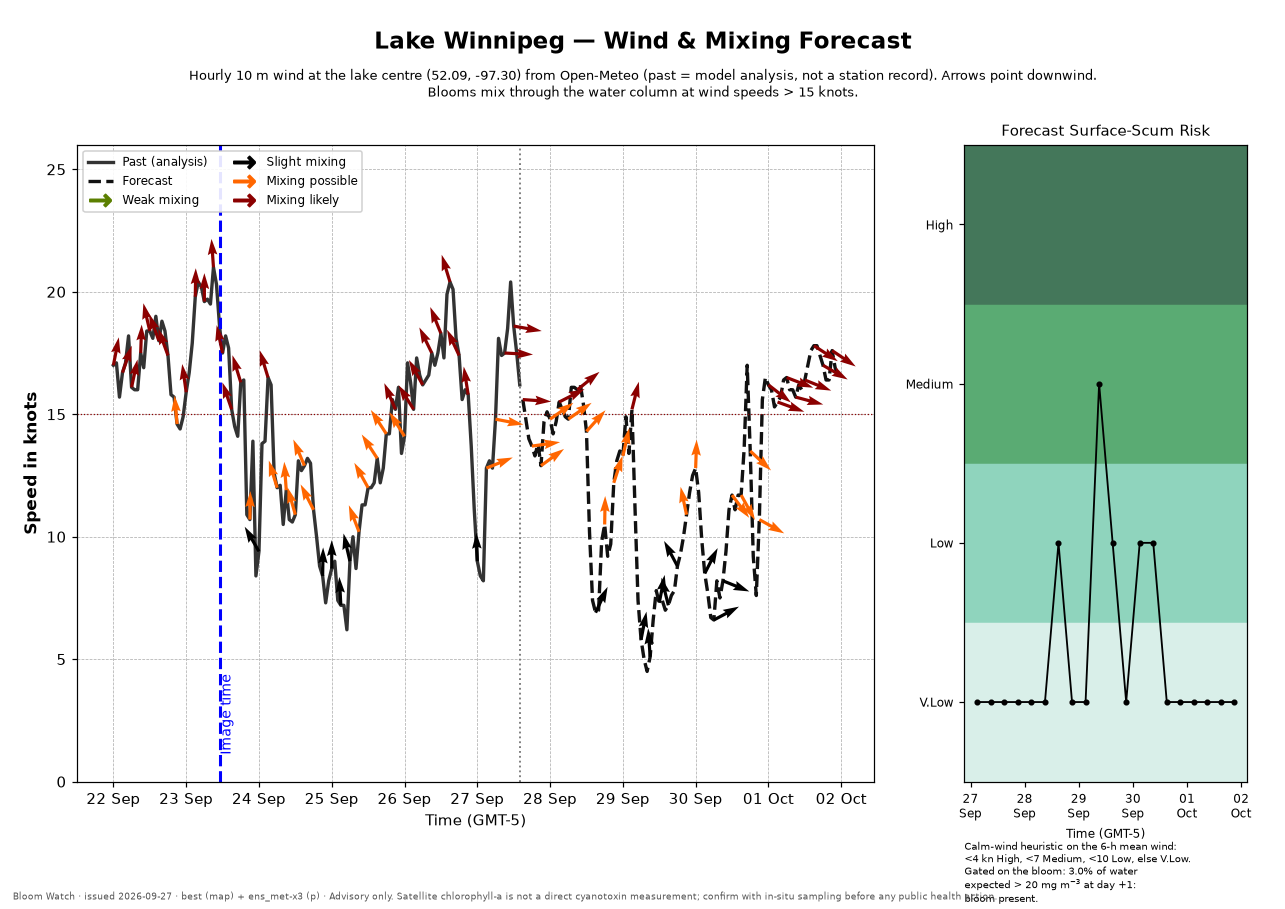 Lake Winnipeg — Wind & Mixing Forecast
Hourly 10 m wind at the lake centre (52.09, -97.30) from Open-Meteo (past = model analysis, not a station record). Arrows point downwind.
Blooms mix through the water column at wind speeds > 15 knots.
Past (analysis)
Forecast
Weak mixing
Slight mixing
Mixing possible
Mixing likely
Speed in knots
25
20
15
10
5
0
Image time
22 Sep
23 Sep
24 Sep
25 Sep
26 Sep
27 Sep
28 Sep
29 Sep
30 Sep
01 Oct
02 Oct
Time (GMT-5)
Forecast Surface-Scum Risk
High
Medium
Low
V.Low
27 Sep
28 Sep
29 Sep
30 Sep
01 Oct
02 Oct
Time (GMT-5)
Calm-wind heuristic on the 6-h mean wind:
<4 kn High, <7 Medium, <10 Low, else V.Low.
Gated on the bloom: 3.0% of water
expected > 20 mg m⁻³ at day +1:
bloom present.
Bloom Watch · issued 2026-09-27 · best (map) + ens_met-x3 (p) · Advisory only. Satellite chlorophyll-a is not a direct cyanotoxin measurement; confirm with in-situ sampling before any public health action.